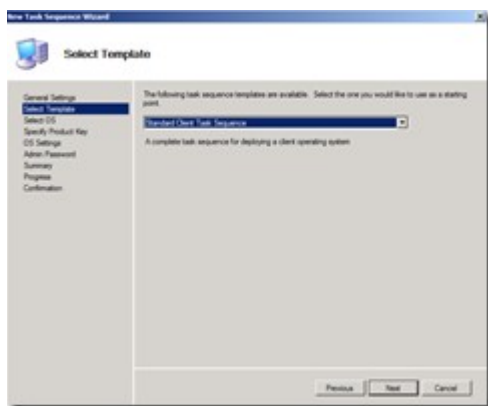 New Task Sequence Wizard
Select Template
General Settings
Select Template
Select OS
Specify Product Key
OS Settings
Admin Password
Summary
Progress
Confirmation
The following task sequence templates are available. Select the one you would like to use as a starting
point.
Standard Client Task Sequence
A complete task sequence for deploying a client operating system
Previous
Next
Cancel